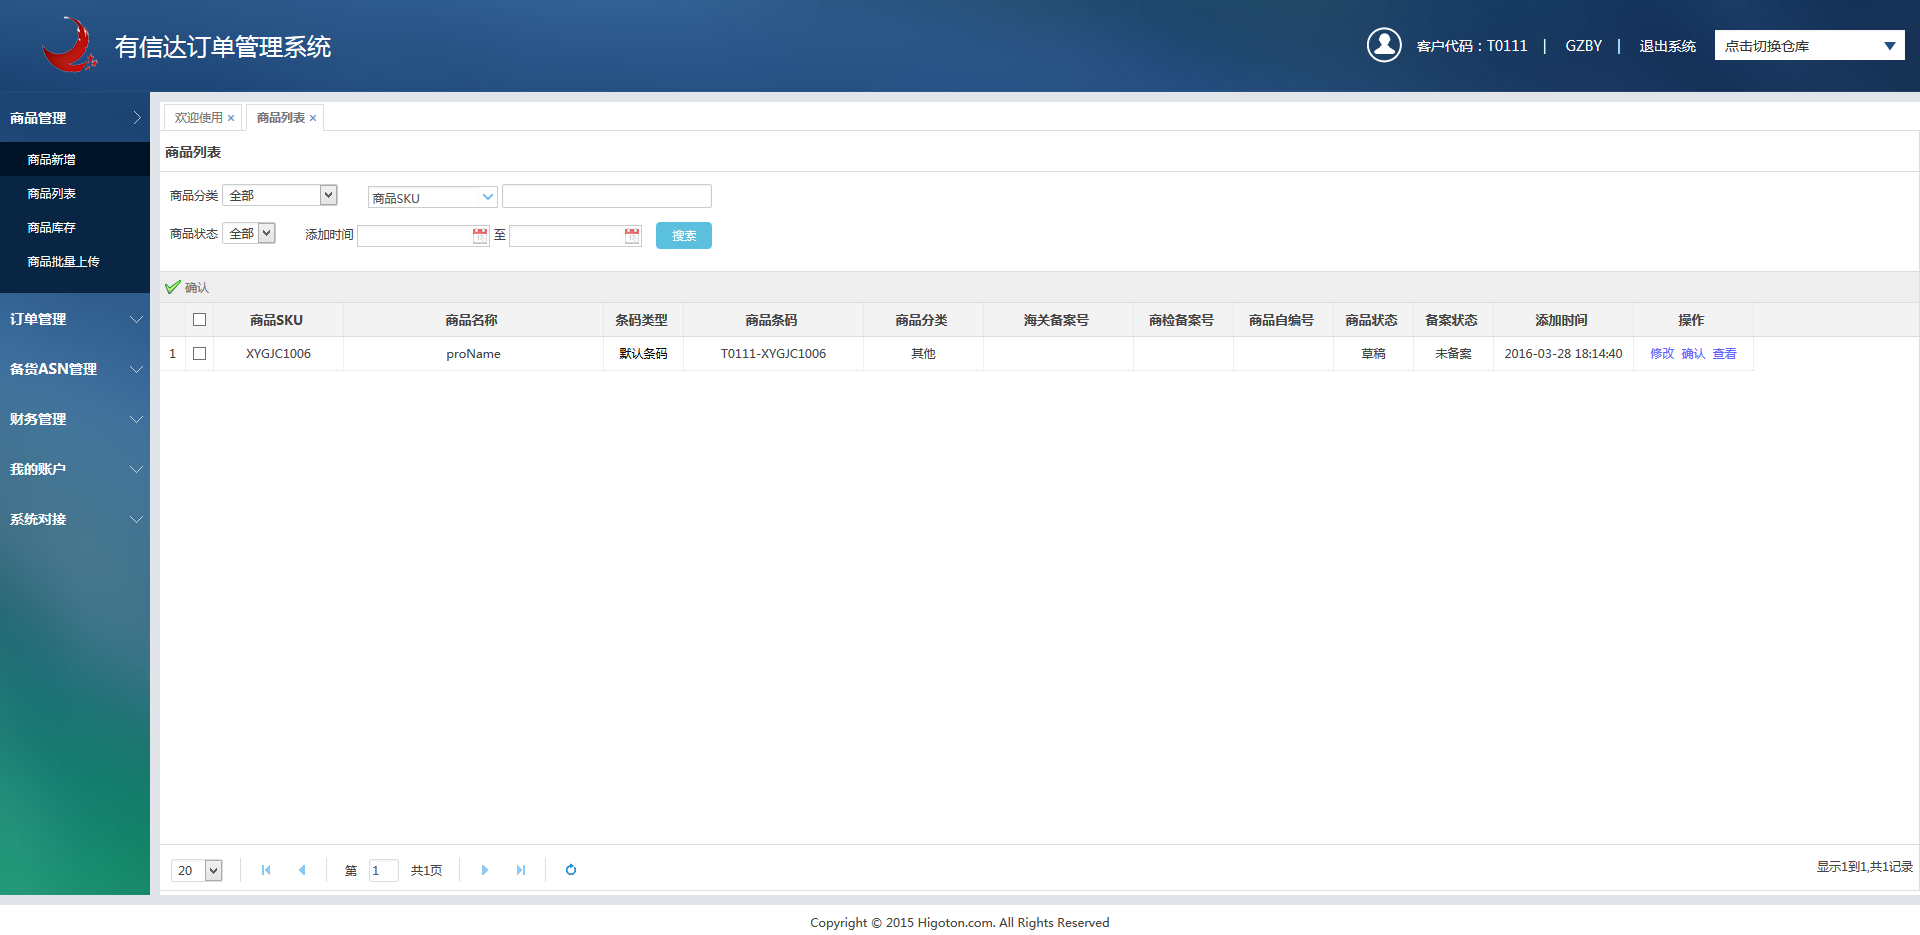 有信达订单管理系统
客户代码：T0111 | GZBY | 退出系统 点击切换仓库
商品管理
商品新增
商品列表
商品库存
商品批量上传
订单管理
备货ASN管理
财务管理
我的账户
系统对接
欢迎使用 × 商品列表 ×
商品列表
商品分类 全部 商品SKU
商品状态 全部 添加时间 至 搜索
确认
商品SKU 商品名称 条码类型 商品条码 商品分类 海关备案号 商检备案号 商品自编号 商品状态 备案状态 添加时间 操作
1 XYGJC1006 proName 默认条码 T0111-XYGJC1006 其他 草稿 未备案 2016-03-28 18:14:40 修改 确认 查看
20 第 1 共1页 显示1到1,共1记录
Copyright © 2015 Higoton.com. All Rights Reserved